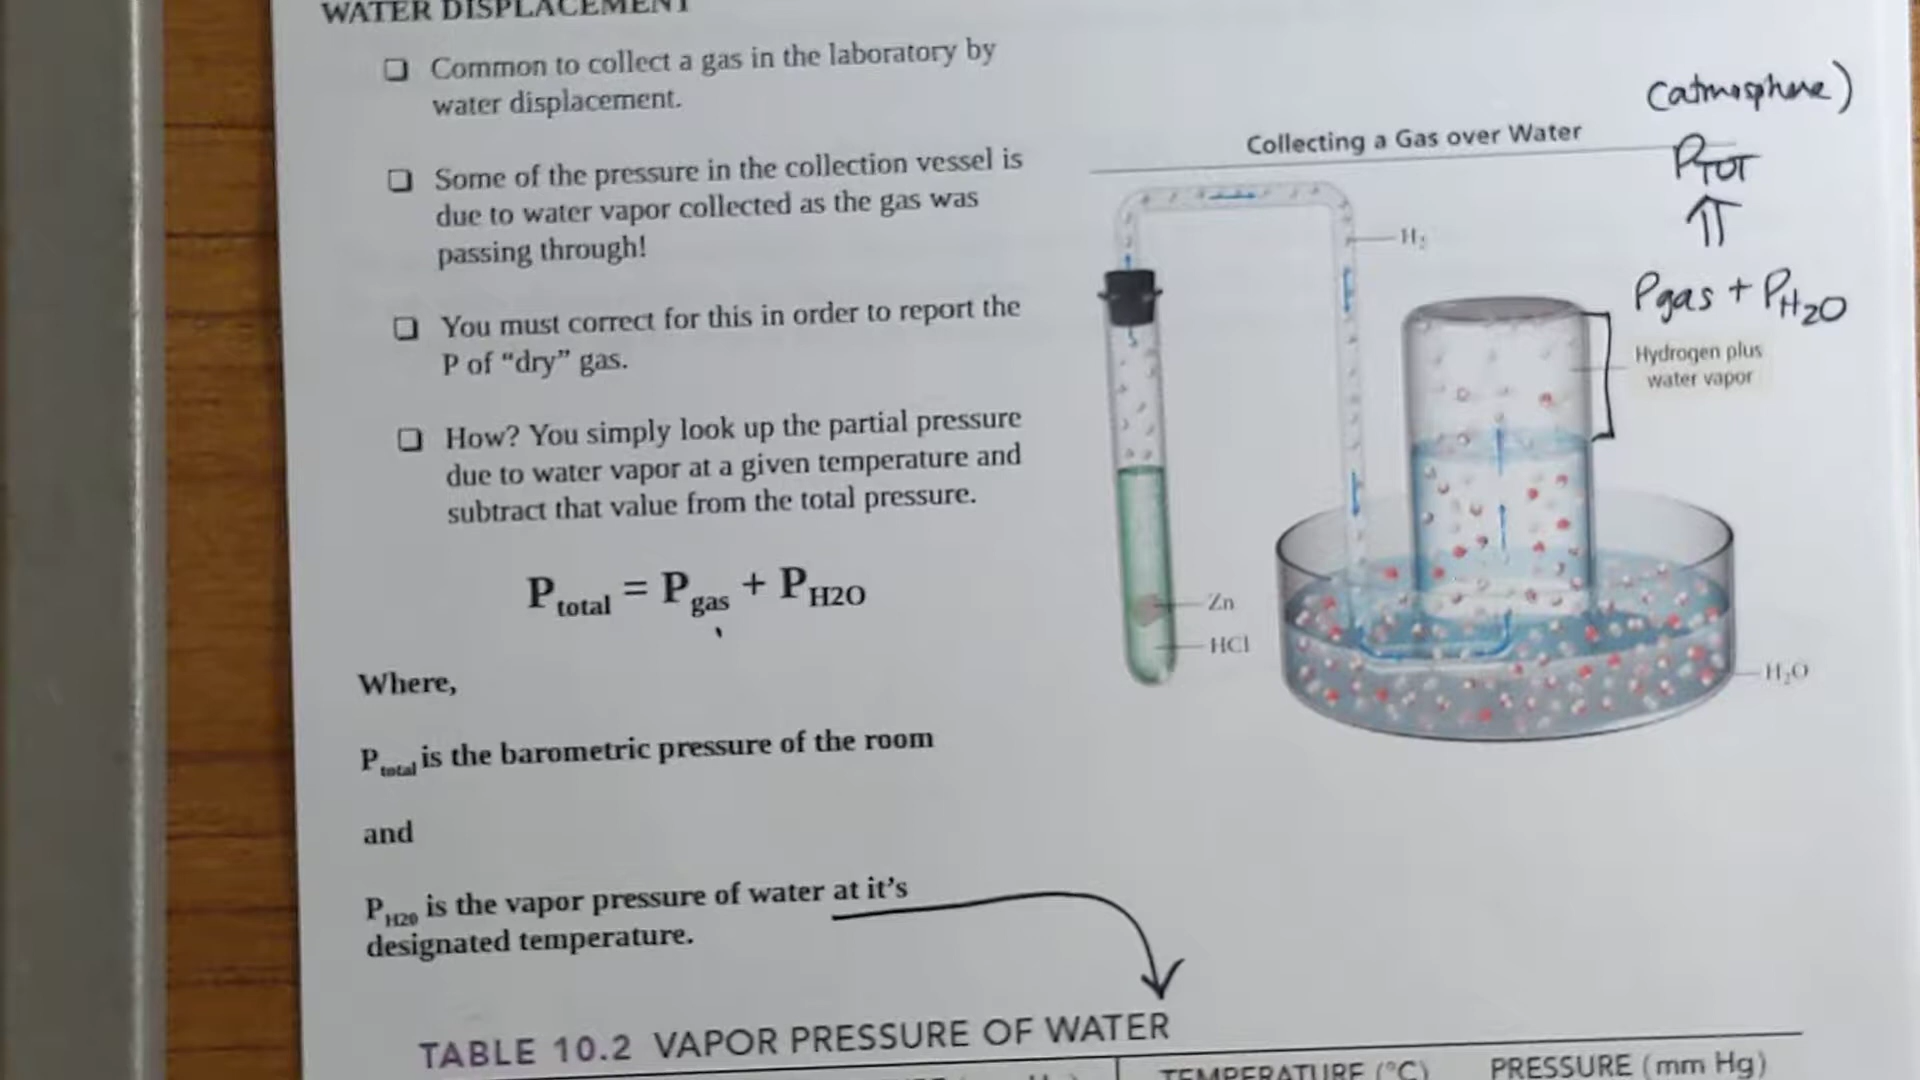 WATER DISPLACEMENT
❑ Common to collect a gas in the laboratory by
water displacement.
❑ Some of the pressure in the collection vessel is
due to water vapor collected as the gas was
passing through!
❑ You must correct for this in order to report the
P of “dry” gas.
❑ How? You simply look up the partial pressure
due to water vapor at a given temperature and
subtract that value from the total pressure.
Ptotal = Pgas + PH2O
Where,
Ptotal is the barometric pressure of the room
and
PH20 is the vapor pressure of water at it’s
designated temperature.
(atmosphere)
Collecting a Gas over Water
PTOT
⇑
Pgas + PH2O
H₂
Hydrogen plus
water vapor
Zn
HCl
H₂O
TABLE 10.2 VAPOR PRESSURE OF WATER
TEMPERATURE (°C) PRESSURE (mm Hg)